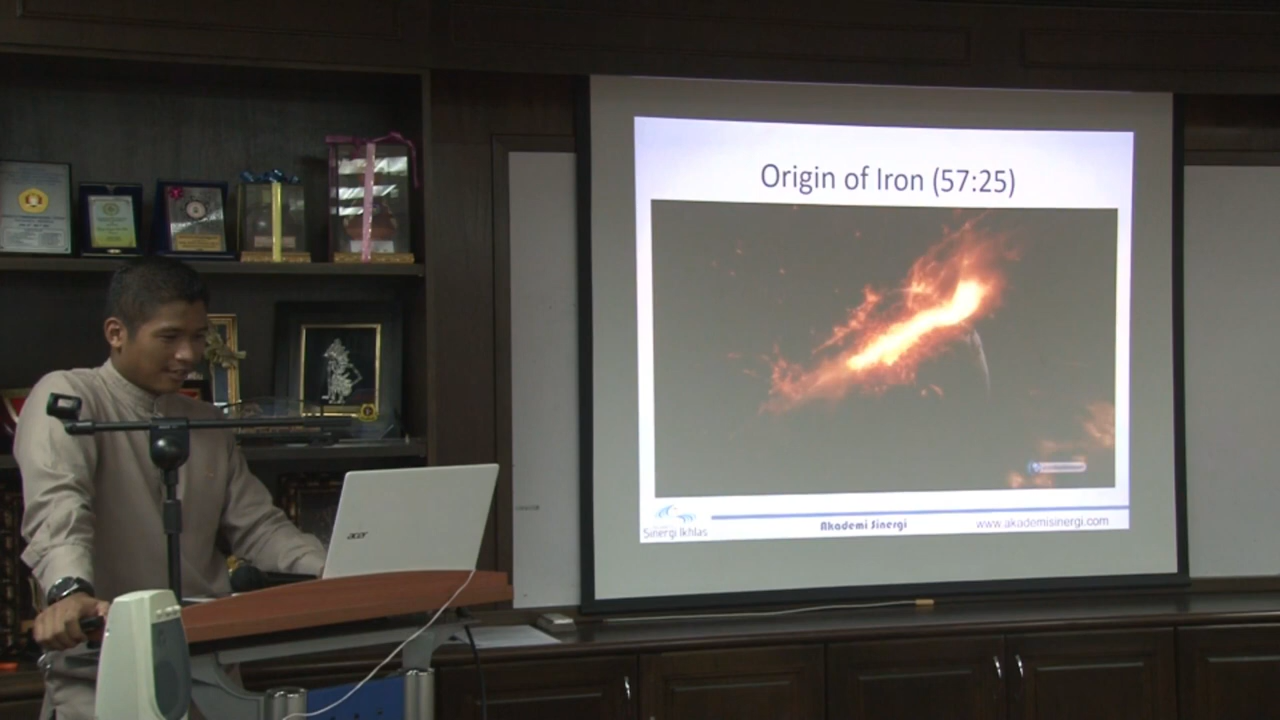 Origin of Iron (57:25)
Sinergi Ikhlas
Akademi Sinergi
www.akademisinergi.com
acer